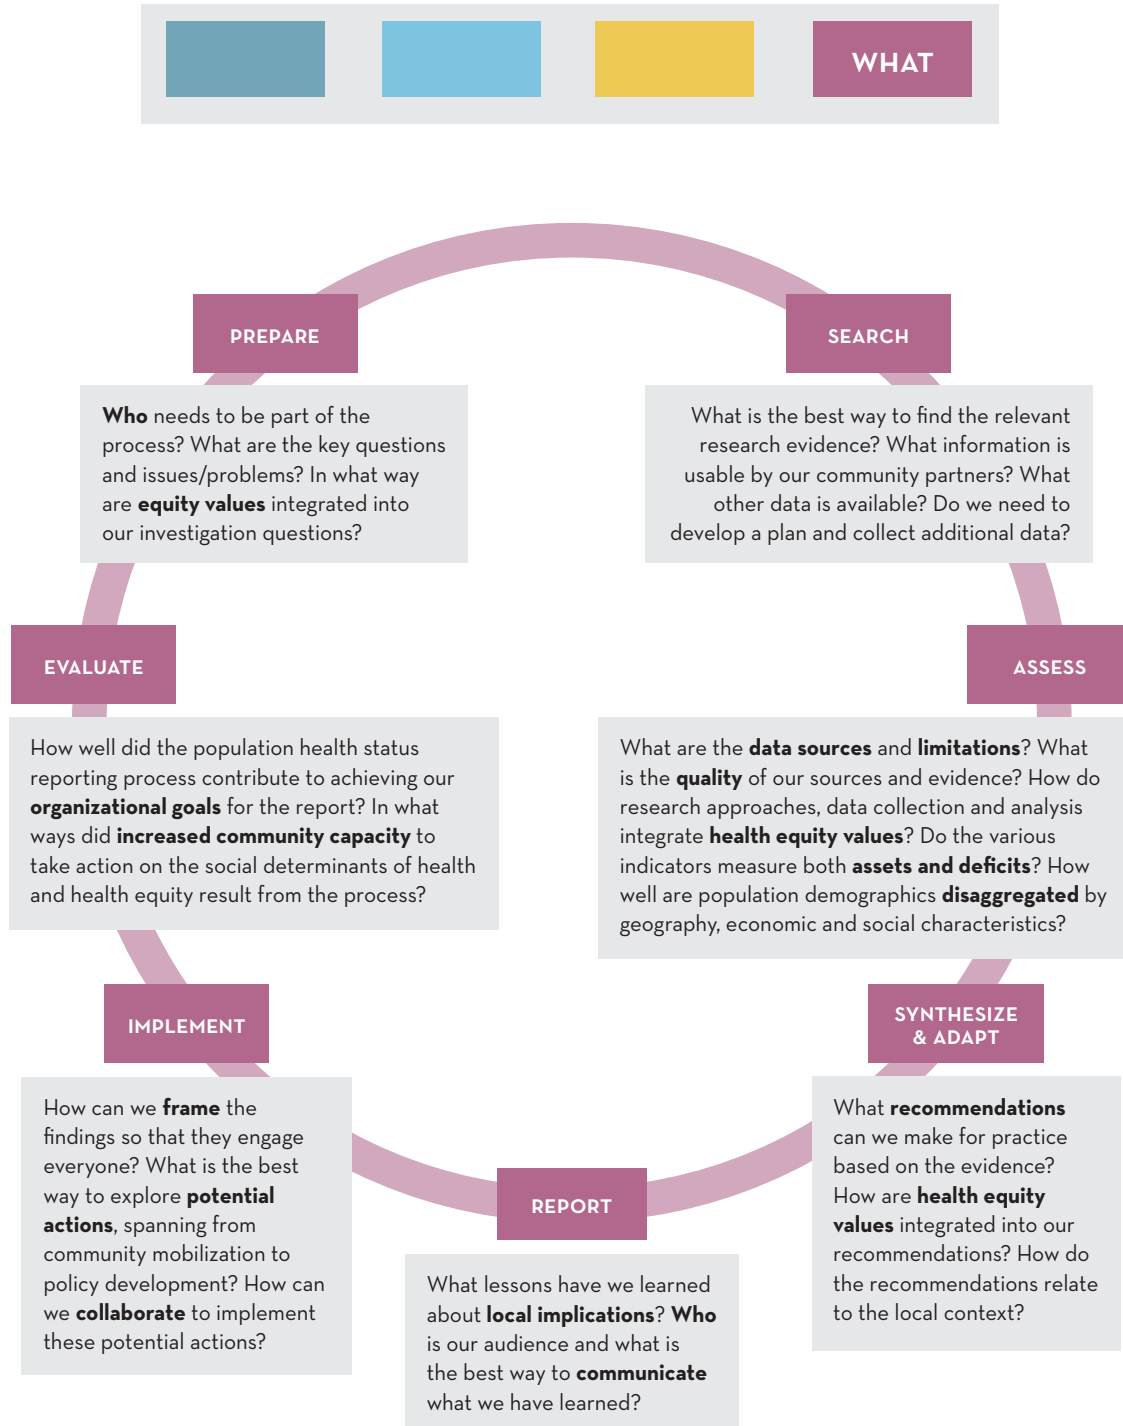 WHAT
PREPARE
Who needs to be part of the
process? What are the key questions
and issues/problems? In what way
are equity values integrated into
our investigation questions?
SEARCH
What is the best way to find the relevant
research evidence? What information is
usable by our community partners? What
other data is available? Do we need to
develop a plan and collect additional data?
EVALUATE
How well did the population health status
reporting process contribute to achieving our
organizational goals for the report? In what
ways did increased community capacity to
take action on the social determinants of health
and health equity result from the process?
ASSESS
What are the data sources and limitations? What
is the quality of our sources and evidence? How do
research approaches, data collection and analysis
integrate health equity values? Do the various
indicators measure both assets and deficits? How
well are population demographics disaggregated by
geography, economic and social characteristics?
IMPLEMENT
How can we frame the
findings so that they engage
everyone? What is the best
way to explore potential
actions, spanning from
community mobilization to
policy development? How can
we collaborate to implement
these potential actions?
REPORT
What lessons have we learned
about local implications? Who
is our audience and what is
the best way to communicate
what we have learned?
SYNTHESIZE
& ADAPT
What recommendations
can we make for practice
based on the evidence?
How are health equity
values integrated into our
recommendations? How do
the recommendations relate
to the local context?